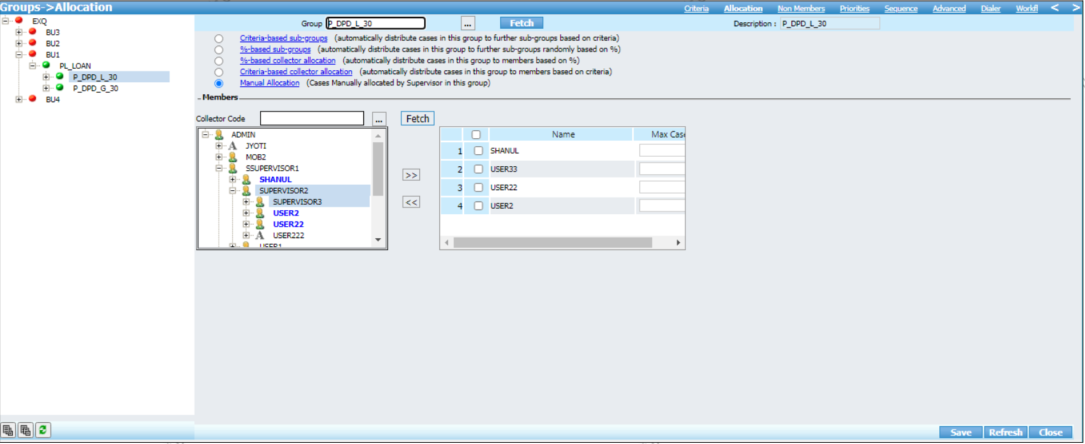 Groups->Allocation
Criteria Allocation Non Members Priorities Sequence Advanced Dialer Workfl < >
EXIQ
BU3
BU2
BU1
PL_LOAN
P_DPD_L_30
P_DPD_G_30
BU4
Group P_DPD_L_30 ... Fetch Description : P_DPD_L_30
Criteria-based sub-groups (automatically distribute cases in this group to further sub-groups based on criteria)
%-based sub-groups (automatically distribute cases in this group to further sub-groups randomly based on %)
%-based collector allocation (automatically distribute cases in this group to members based on %)
Criteria-based collector allocation (automatically distribute cases in this group to members based on criteria)
Manual Allocation (Cases Manually allocated by Supervisor in this group)
Members
Collector Code ... Fetch
ADMIN
JYOTI
MOB2
SSUPERVISOR1
SHANUL
SUPERVISOR2
SUPERVISOR3
USER2
USER22
USER222
USER1
>>
<<
Name Max Case
1 SHANUL
2 USER33
3 USER22
4 USER2
Save Refresh Close